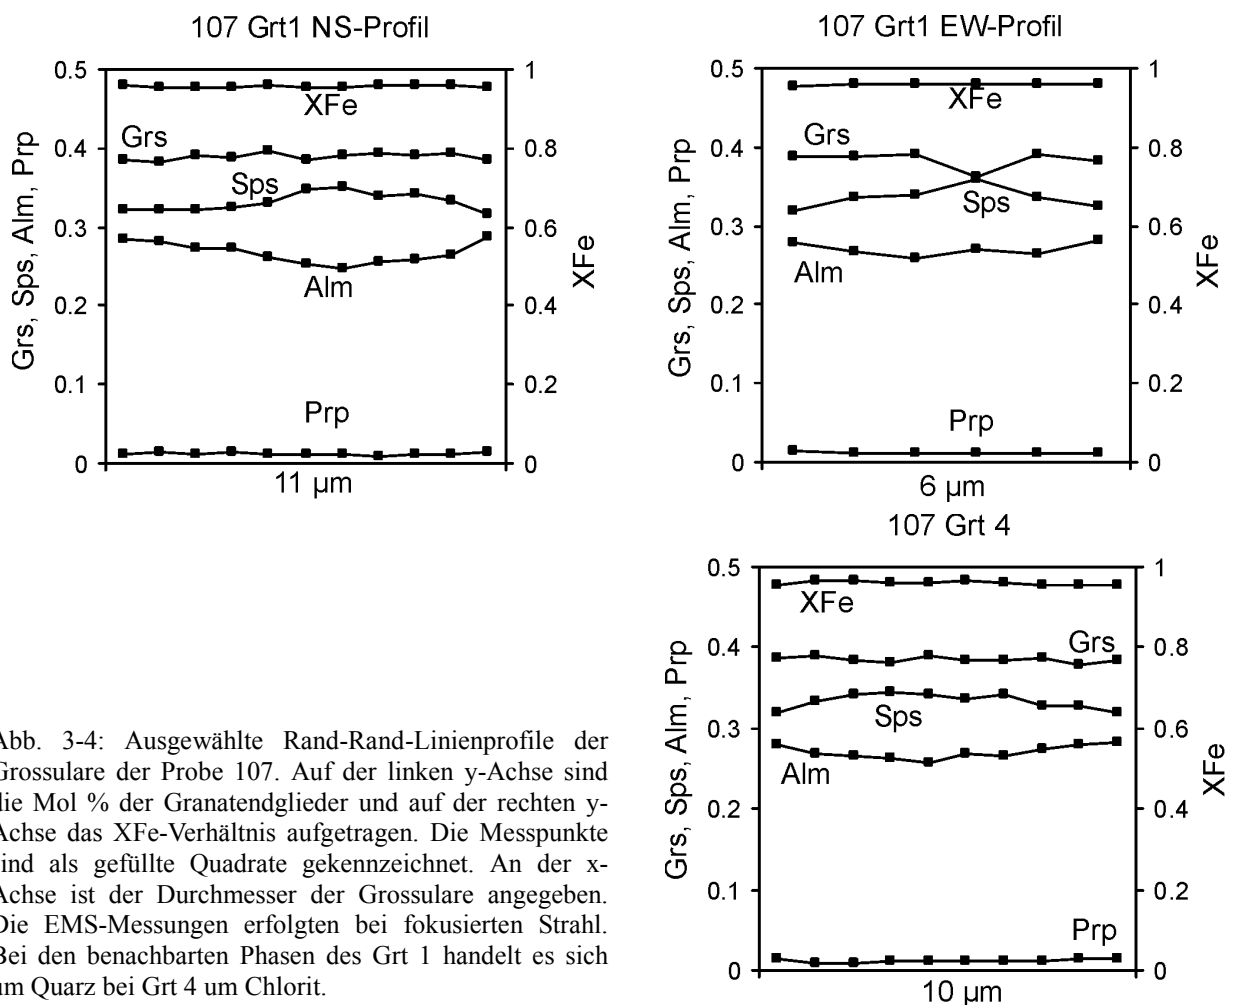 107 Grt1 NS-Profil
0.5
0.4
0.3
0.2
0.1
0
Grs, Sps, Alm, Prp
XFe
Grs
Sps
Alm
Prp
1
0.8
0.6
0.4
0.2
0
XFe
11 µm
107 Grt1 EW-Profil
0.5
0.4
0.3
0.2
0.1
0
Grs, Sps, Alm, Prp
XFe
Grs
Sps
Alm
Prp
1
0.8
0.6
0.4
0.2
0
XFe
6 µm
107 Grt 4
0.5
0.4
0.3
0.2
0.1
0
Grs, Sps, Alm, Prp
XFe
Grs
Sps
Alm
Prp
1
0.8
0.6
0.4
0.2
0
XFe
10 µm
Abb. 3-4: Ausgewählte Rand-Rand-Linienprofile der
Grossulare der Probe 107. Auf der linken y-Achse sind
die Mol % der Granatendglieder und auf der rechten y-
Achse das XFe-Verhältnis aufgetragen. Die Messpunkte
sind als gefüllte Quadrate gekennzeichnet. An der x-
Achse ist der Durchmesser der Grossulare angegeben.
Die EMS-Messungen erfolgten bei fokusierten Strahl.
Bei den benachbarten Phasen des Grt 1 handelt es sich
um Quarz bei Grt 4 um Chlorit.